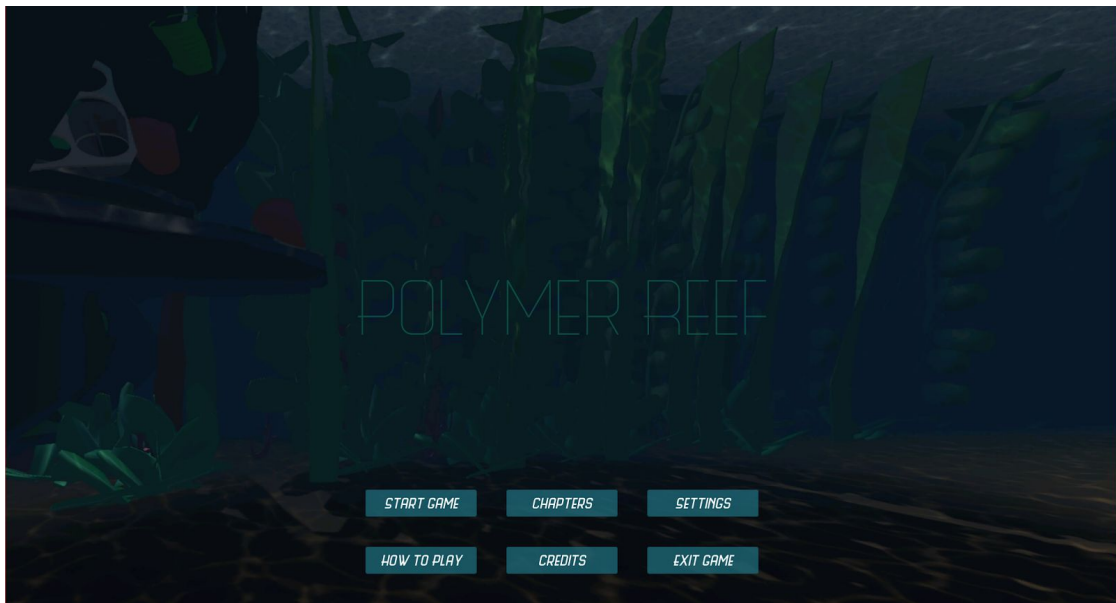 POLYMER REEF
START GAME
CHAPTERS
SETTINGS
HOW TO PLAY
CREDITS
EXIT GAME